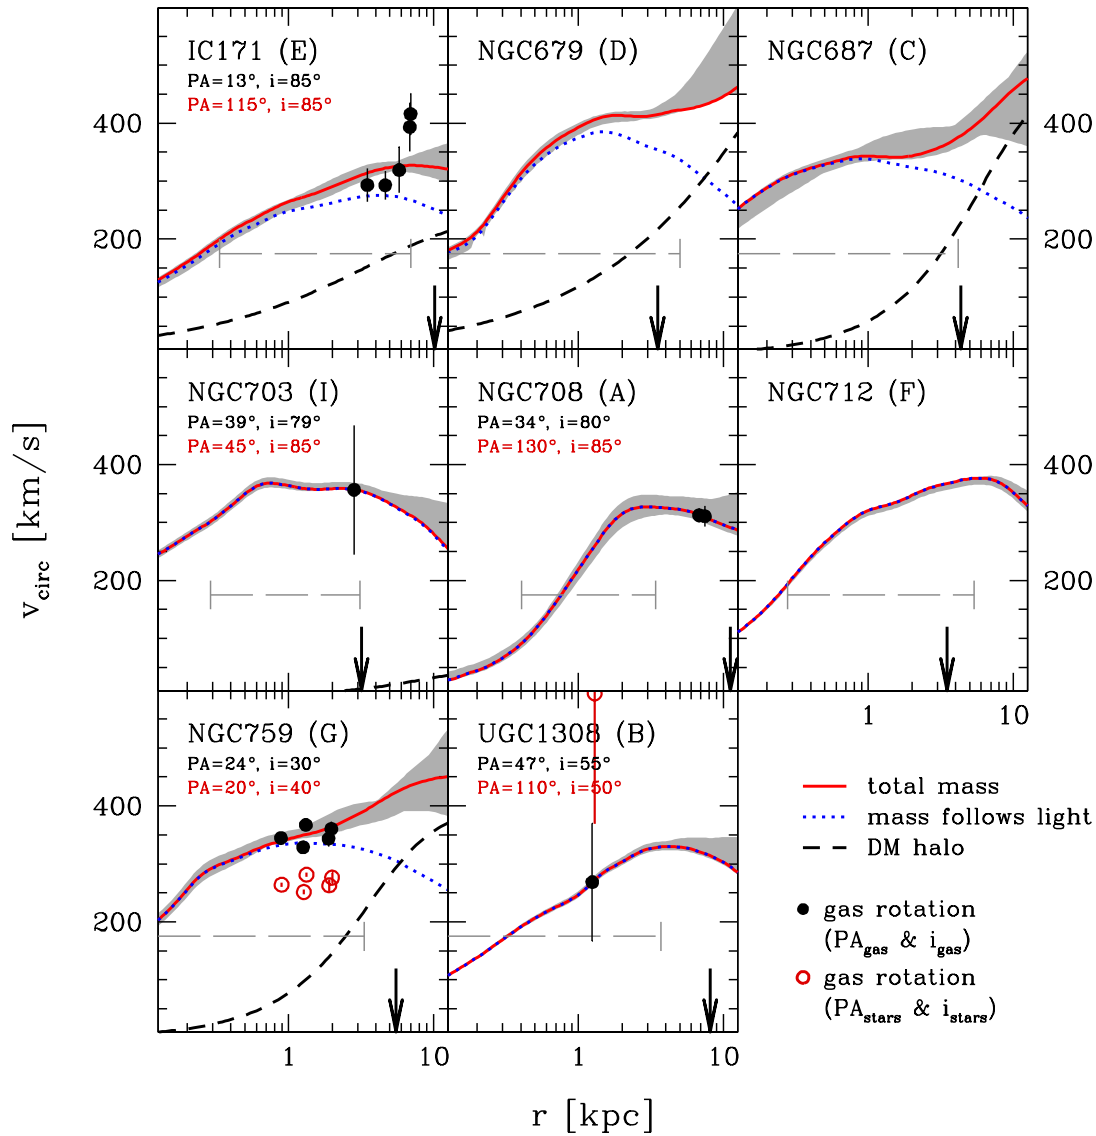 IC171 (E)
PA=13°, i=85°
PA=115°, i=85°
NGC679 (D)
NGC687 (C)
400
200
400
200
NGC703 (I)
PA=39°, i=79°
PA=45°, i=85°
NGC708 (A)
PA=34°, i=80°
PA=130°, i=85°
NGC712 (F)
400
200
400
200
v_circ [km/s]
1
10
NGC759 (G)
PA=24°, i=30°
PA=20°, i=40°
UGC1308 (B)
PA=47°, i=55°
PA=110°, i=50°
400
200
total mass
mass follows light
DM halo
gas rotation
(PA_gas & i_gas)
gas rotation
(PA_stars & i_stars)
1
10
1
10
r [kpc]